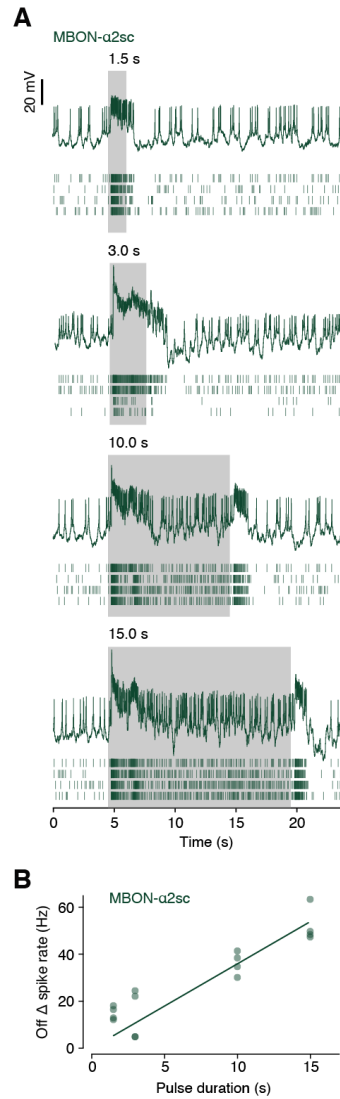 A
MBON-α2sc
1.5 s
20 mV
3.0 s
10.0 s
15.0 s
0 5 10 15 20
Time (s)
B
MBON-α2sc
60
40
20
0
Off Δ spike rate (Hz)
0 5 10 15
Pulse duration (s)